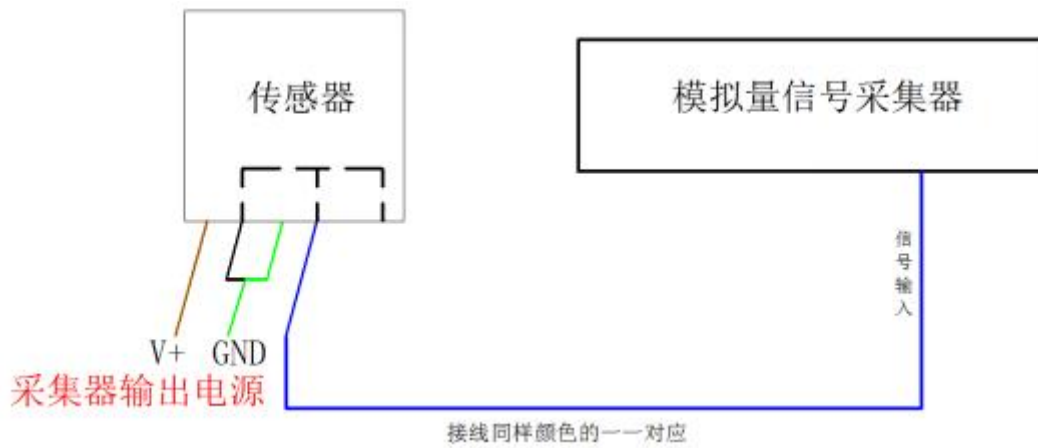 传感器
模拟量信号采集器
信号输入
V+ GND
采集器输出电源
接线同样颜色的一一对应